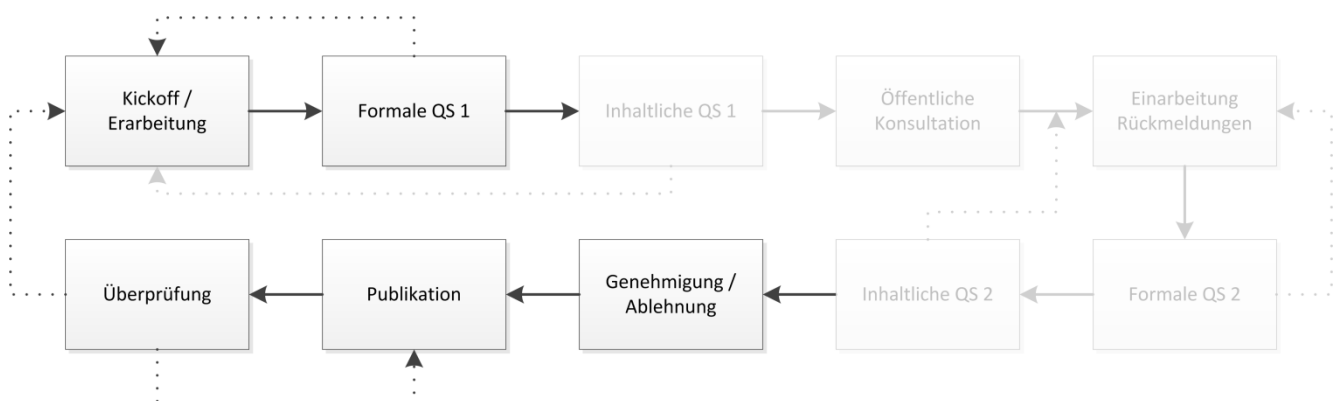 Kickoff /
Erarbeitung
Formale QS 1
Inhaltliche QS 1
Öffentliche
Konsultation
Einarbeitung
Rückmeldungen
Überprüfung
Publikation
Genehmigung /
Ablehnung
Inhaltliche QS 2
Formale QS 2